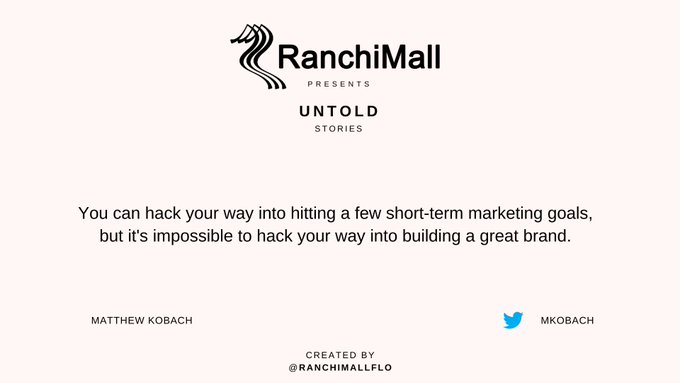 RanchiMall
PRESENTS
UNTOLD
STORIES
You can hack your way into hitting a few short-term marketing goals,
but it's impossible to hack your way into building a great brand.
MATTHEW KOBACH
MKOBACH
CREATED BY
@RANCHIMALLFLO